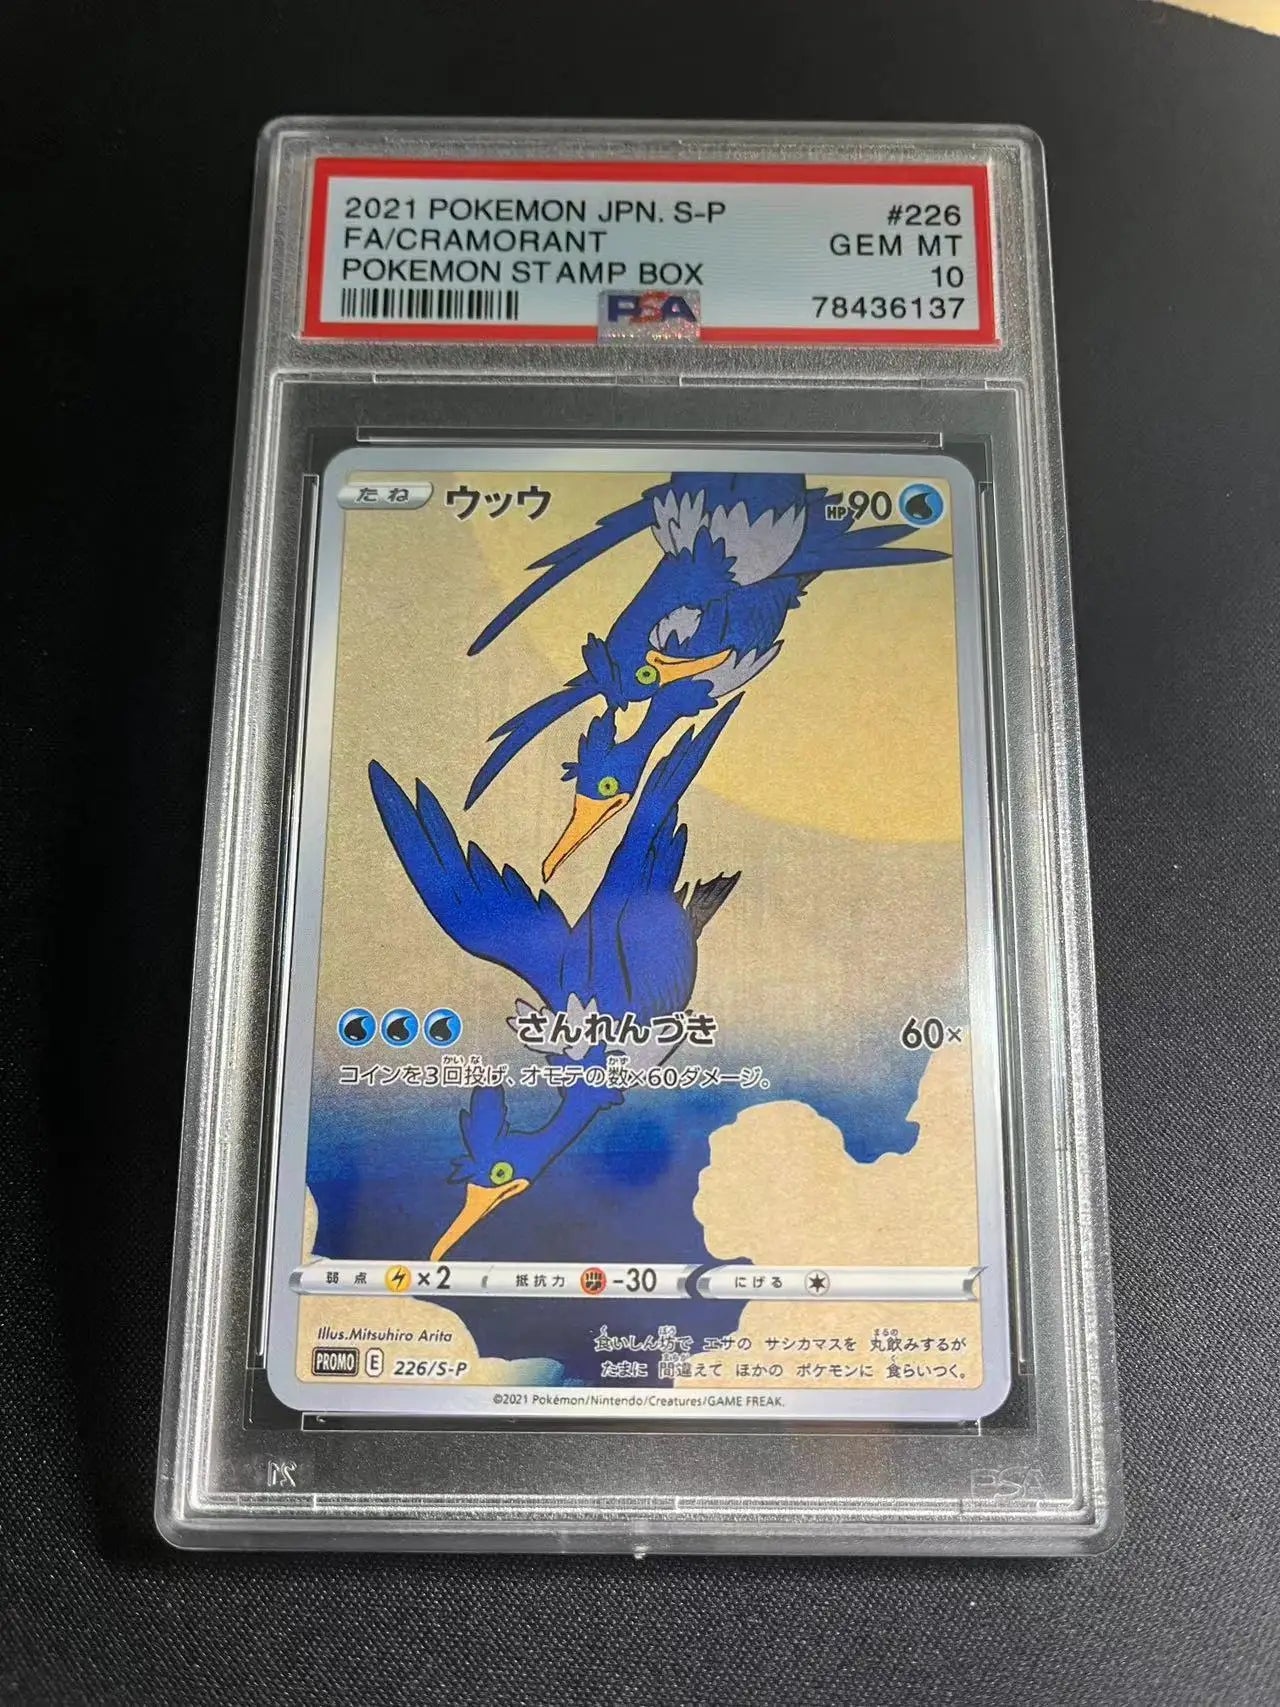 2021 POKEMON JPN. S-P #226
FA/CRAMORANT GEM MT
POKEMON STAMP BOX 10
PSA 78436137
たね ウッウ HP90
さんれんづき 60×
コインを3回投げ、オモテの数×60ダメージ。
弱点 ×2 抵抗力 -30 にげる
Illus.Mitsuhiro Arita
食いしん坊で エサの サシカマスを 丸飲みするが
たまに 間違えて ほかの ポケモンに 食らいつく。
PROMO E 226/S-P
©2021 Pokémon/Nintendo/Creatures/GAME FREAK.
PSA